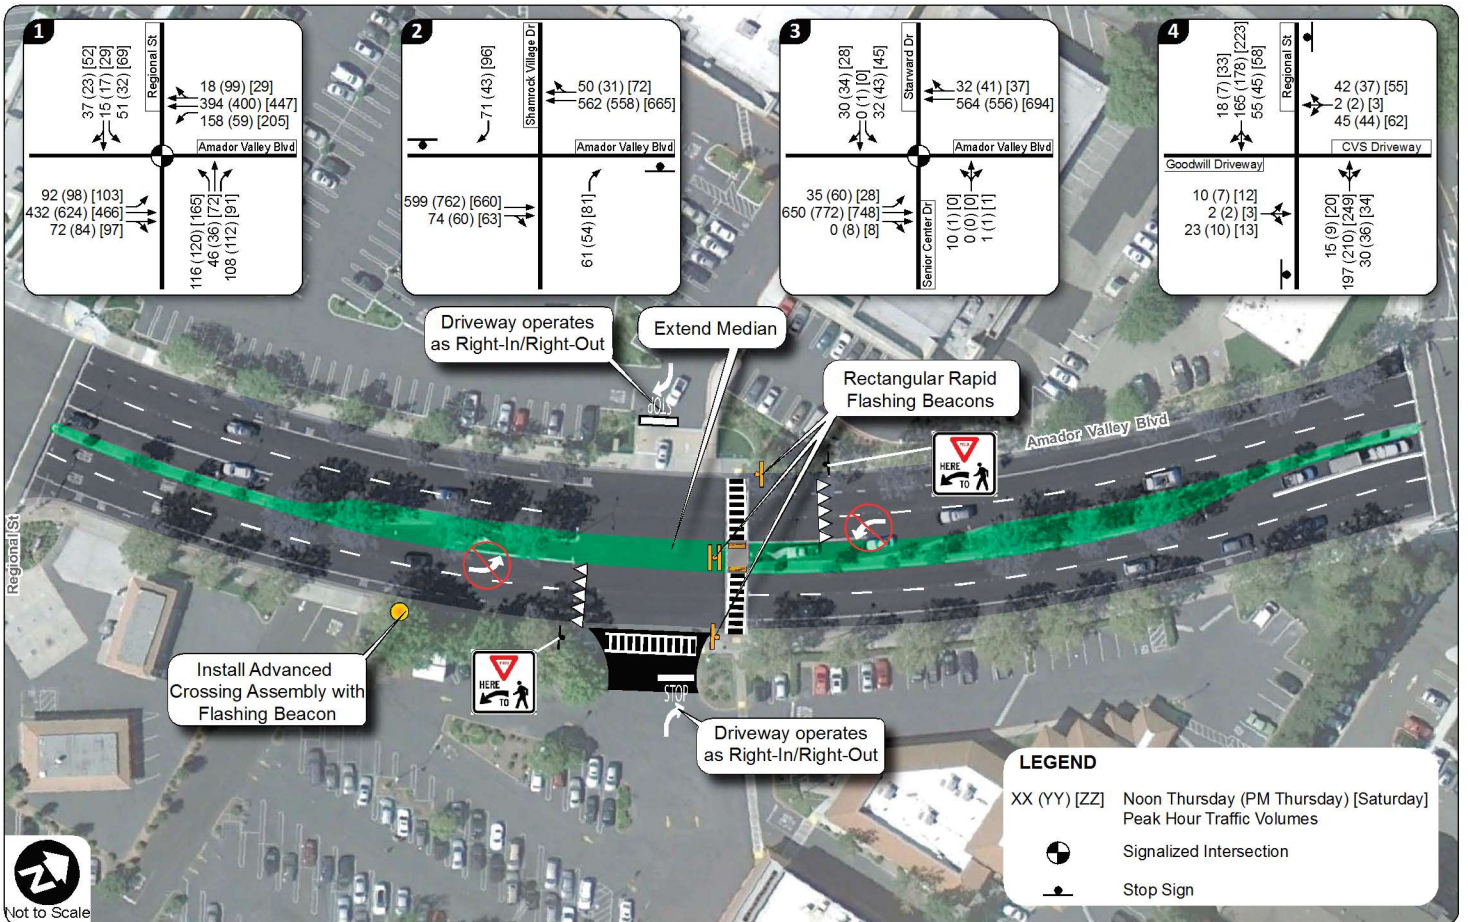 1
37 (23) [52]
15 (17) [29]
51 (32) [69]
Regional St
18 (99) [29]
394 (400) [447]
158 (59) [205]
Amador Valley Blvd
92 (98) [103]
432 (624) [466]
72 (84) [97]
116 (120) [165]
46 (36) [72]
108 (112) [91]
2
71 (43) [96]
Shamrock Village Dr
50 (31) [72]
562 (558) [665]
Amador Valley Blvd
599 (762) [660]
74 (60) [63]
61 (54) [81]
3
30 (34) [28]
0 (1) [0]
32 (43) [45]
Starward Dr
32 (41) [37]
564 (556) [694]
Amador Valley Blvd
35 (60) [28]
650 (772) [748]
0 (8) [8]
Senior Center Dr
10 (1) [0]
0 (0) [0]
1 (1) [1]
4
18 (7) [33]
165 (178) [223]
55 (45) [58]
Regional St
42 (37) [55]
2 (2) [3]
45 (44) [62]
CVS Driveway
Goodwill Driveway
10 (7) [12]
2 (2) [3]
23 (10) [13]
15 (9) [20]
197 (210) [249]
30 (36) [34]
Driveway operates
as Right-In/Right-Out
Extend Median
Rectangular Rapid
Flashing Beacons
STOP
Amador Valley Blvd
HERE
TO
Regional St
Install Advanced
Crossing Assembly with
Flashing Beacon
HERE
TO
STOP
Driveway operates
as Right-In/Right-Out
LEGEND
XX (YY) [ZZ] Noon Thursday (PM Thursday) [Saturday]
Peak Hour Traffic Volumes
Signalized Intersection
Stop Sign
N
Not to Scale